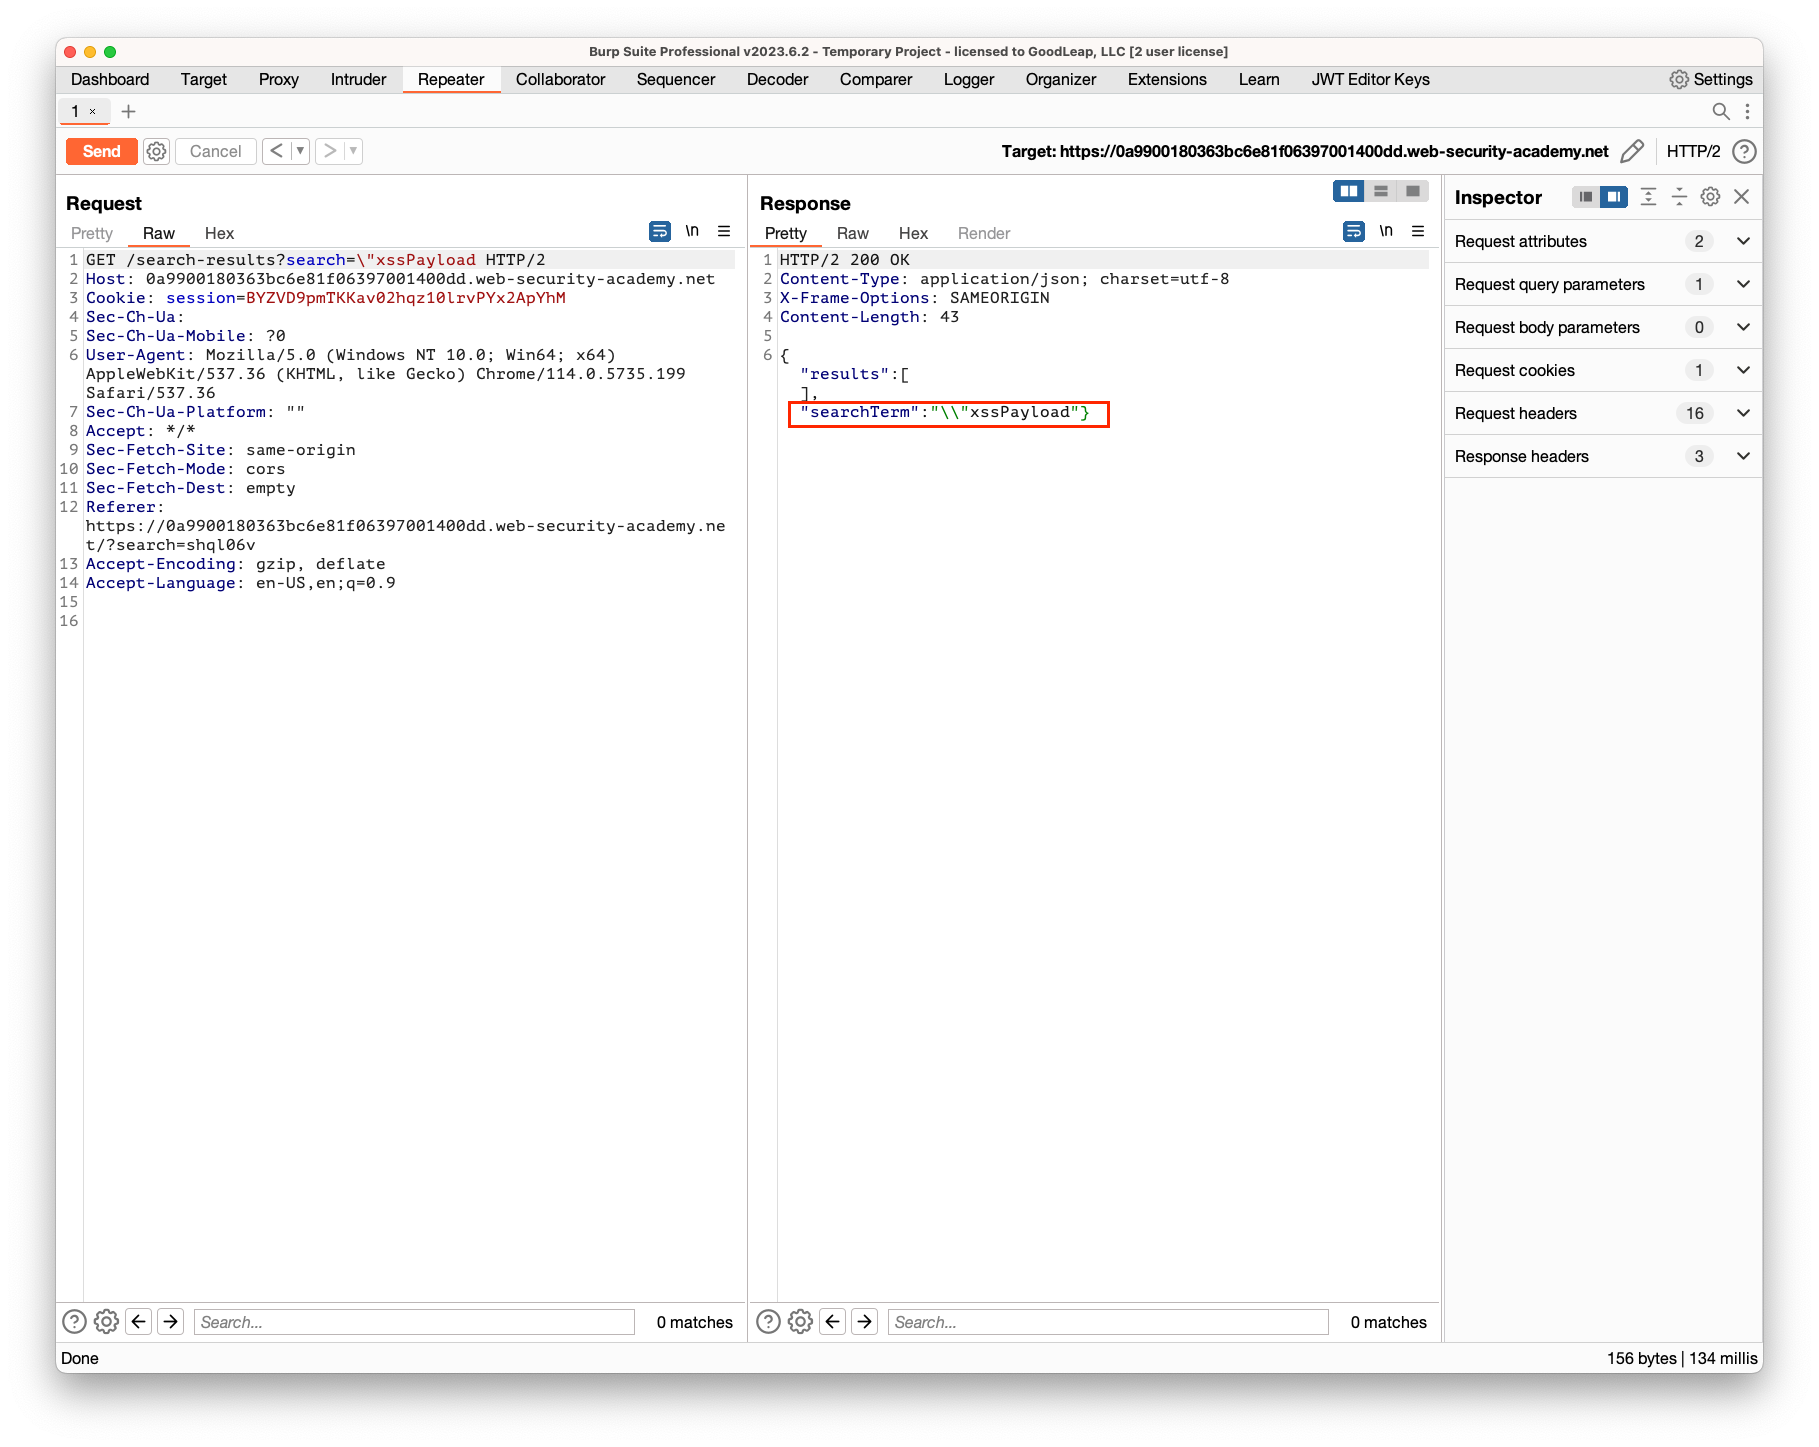 Burp Suite Professional v2023.6.2 - Temporary Project - licensed to GoodLeap, LLC [2 user license]
Dashboard Target Proxy Intruder Repeater Collaborator Sequencer Decoder Comparer Logger Organizer Extensions Learn JWT Editor Keys Settings
1 × +
Send Cancel < > Target: https://0a9900180363bc6e81f06397001400dd.web-security-academy.net HTTP/2 ?
Request
Pretty Raw Hex \n
1 GET /search-results?search=\"xssPayload HTTP/2
2 Host: 0a9900180363bc6e81f06397001400dd.web-security-academy.net
3 Cookie: session=BYZVD9pmTKKav02hqz10lrvPYx2ApYhM
4 Sec-Ch-Ua:
5 Sec-Ch-Ua-Mobile: ?0
6 User-Agent: Mozilla/5.0 (Windows NT 10.0; Win64; x64)
AppleWebKit/537.36 (KHTML, like Gecko) Chrome/114.0.5735.199
Safari/537.36
7 Sec-Ch-Ua-Platform: ""
8 Accept: */*
9 Sec-Fetch-Site: same-origin
10 Sec-Fetch-Mode: cors
11 Sec-Fetch-Dest: empty
12 Referer:
https://0a9900180363bc6e81f06397001400dd.web-security-academy.ne
t/?search=shql06v
13 Accept-Encoding: gzip, deflate
14 Accept-Language: en-US,en;q=0.9
15
16
? Search... 0 matches
Response
Pretty Raw Hex Render \n
1 HTTP/2 200 OK
2 Content-Type: application/json; charset=utf-8
3 X-Frame-Options: SAMEORIGIN
4 Content-Length: 43
5
6 {
"results":[
],
"searchTerm":"\\"xssPayload"}
? Search... 0 matches
Inspector
Request attributes 2
Request query parameters 1
Request body parameters 0
Request cookies 1
Request headers 16
Response headers 3
Done
156 bytes | 134 millis